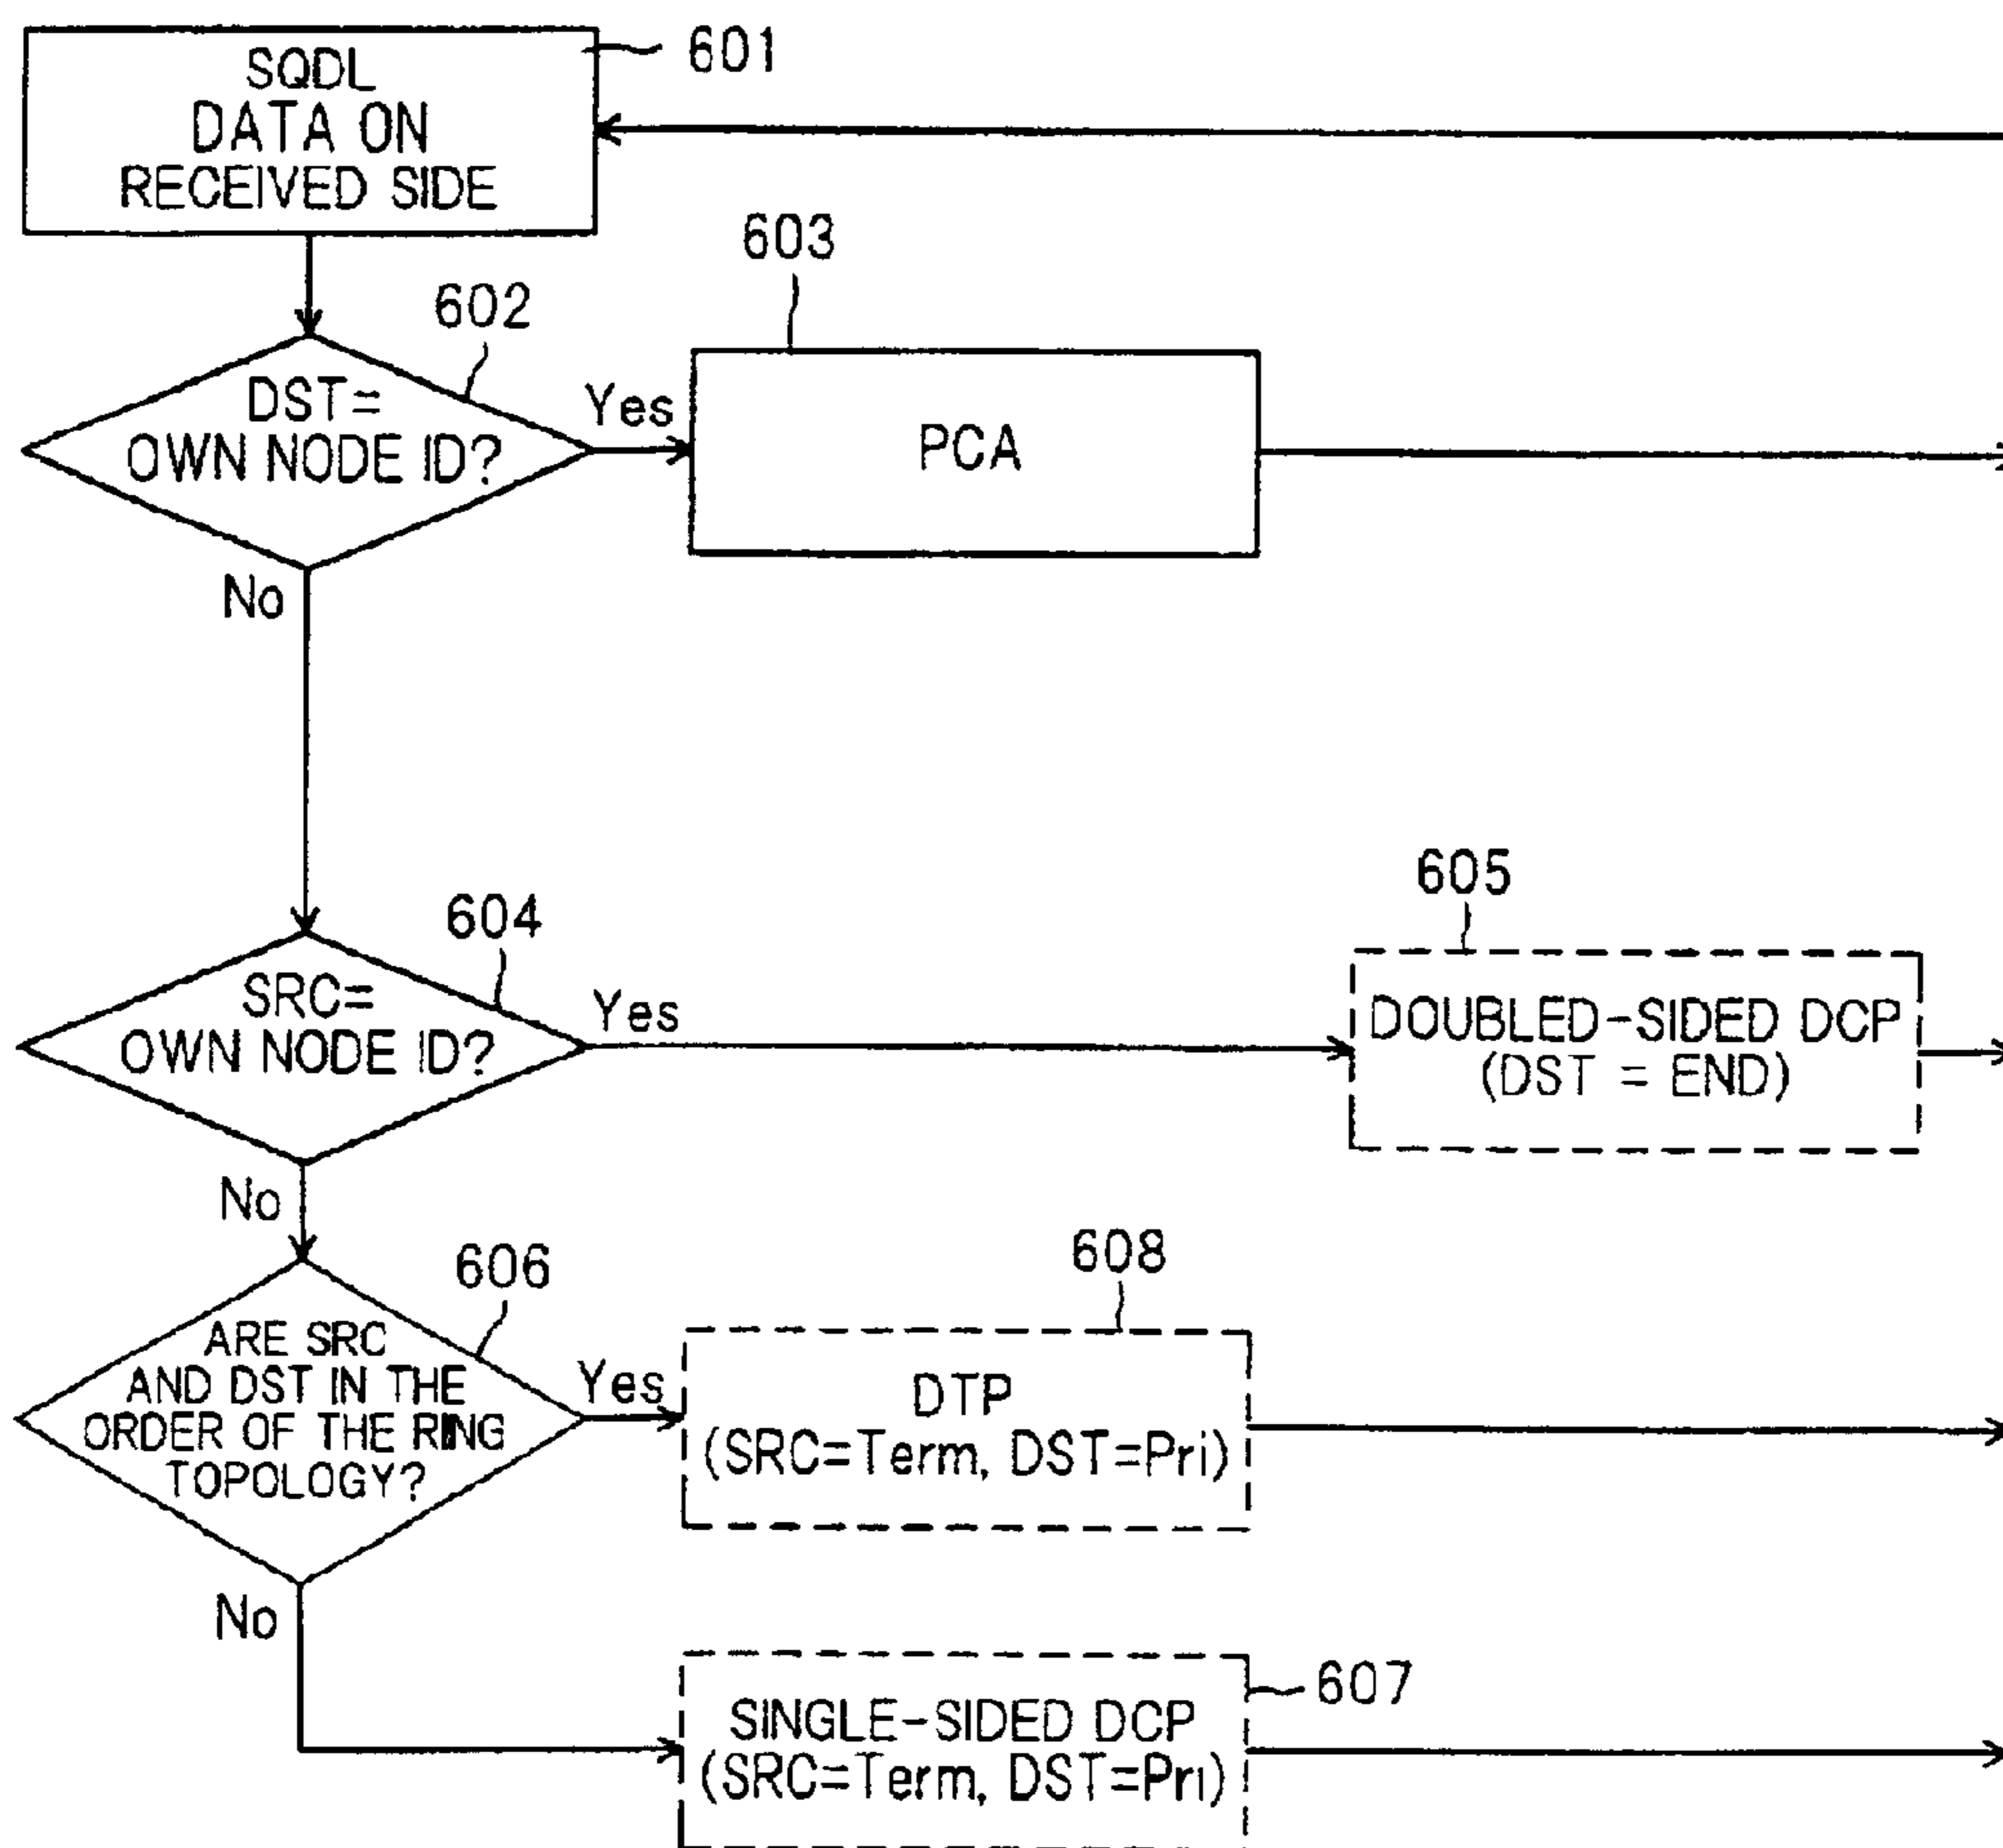 SQDL
DATA ON
RECEIVED SIDE
601
602
603
DST=
OWN NODE ID?
Yes
PCA
No
604
605
SRC=
OWN NODE ID?
Yes
DOUBLED-SIDED DCP
(DST = END)
No
606
608
ARE SRC
AND DST IN THE
ORDER OF THE RING
TOPOLOGY?
Yes
DTP
(SRC=Term, DST=Pri)
No
607
SINGLE-SIDED DCP
(SRC=Term, DST=Pri)